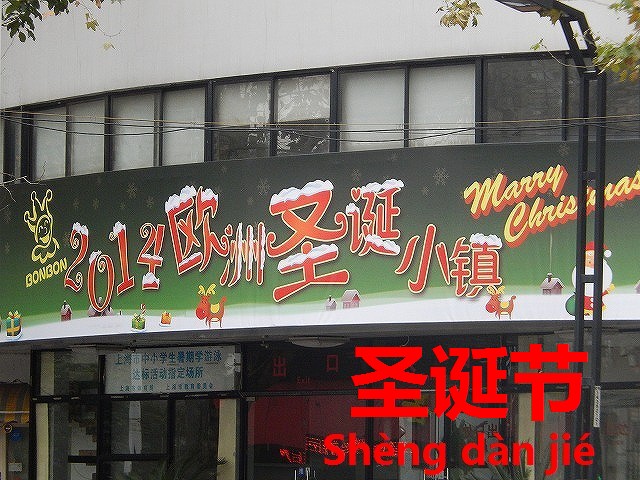 2014欧洲圣诞小镇
Marry
Christmas
BONBON
上海市中小学生暑期学游泳
达标活动指定场所
出口
Exit
圣诞节
Shèng dàn jié